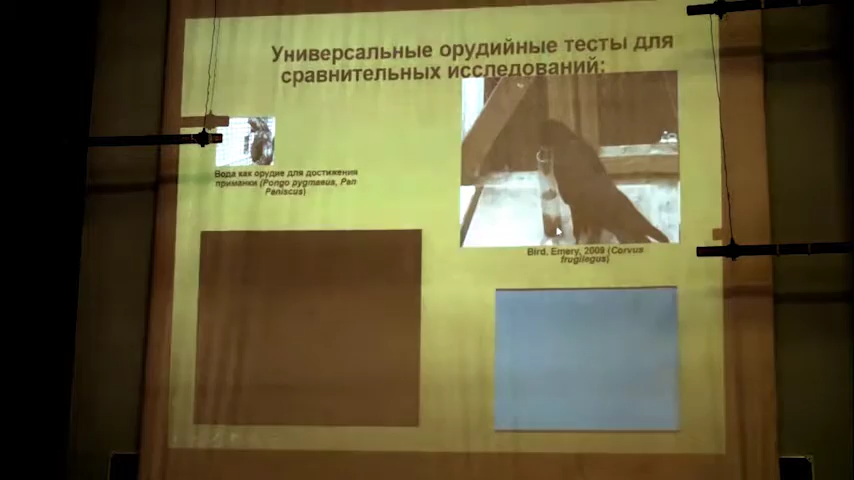 Универсальные орудийные тесты для
сравнительных исследований:
Вода как орудие для достижения
приманки (Pongo pygmaeus, Pan
Paniscus)
Bird, Emery, 2009 (Corvus
frugilegus)